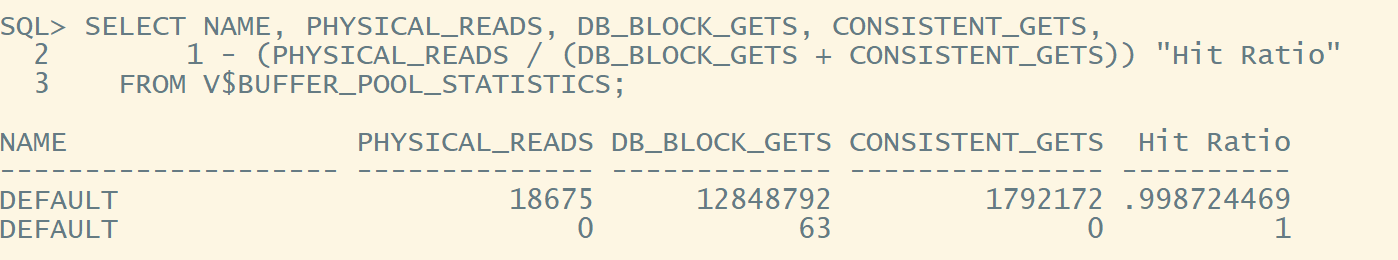 SQL> SELECT NAME, PHYSICAL_READS, DB_BLOCK_GETS, CONSISTENT_GETS,
  2        1 - (PHYSICAL_READS / (DB_BLOCK_GETS + CONSISTENT_GETS)) "Hit Ratio"
  3    FROM V$BUFFER_POOL_STATISTICS;

NAME                 PHYSICAL_READS DB_BLOCK_GETS CONSISTENT_GETS  Hit Ratio
-------------------- -------------- ------------- --------------- ----------
DEFAULT                       18675      12848792         1792172 .998724469
DEFAULT                           0            63               0          1